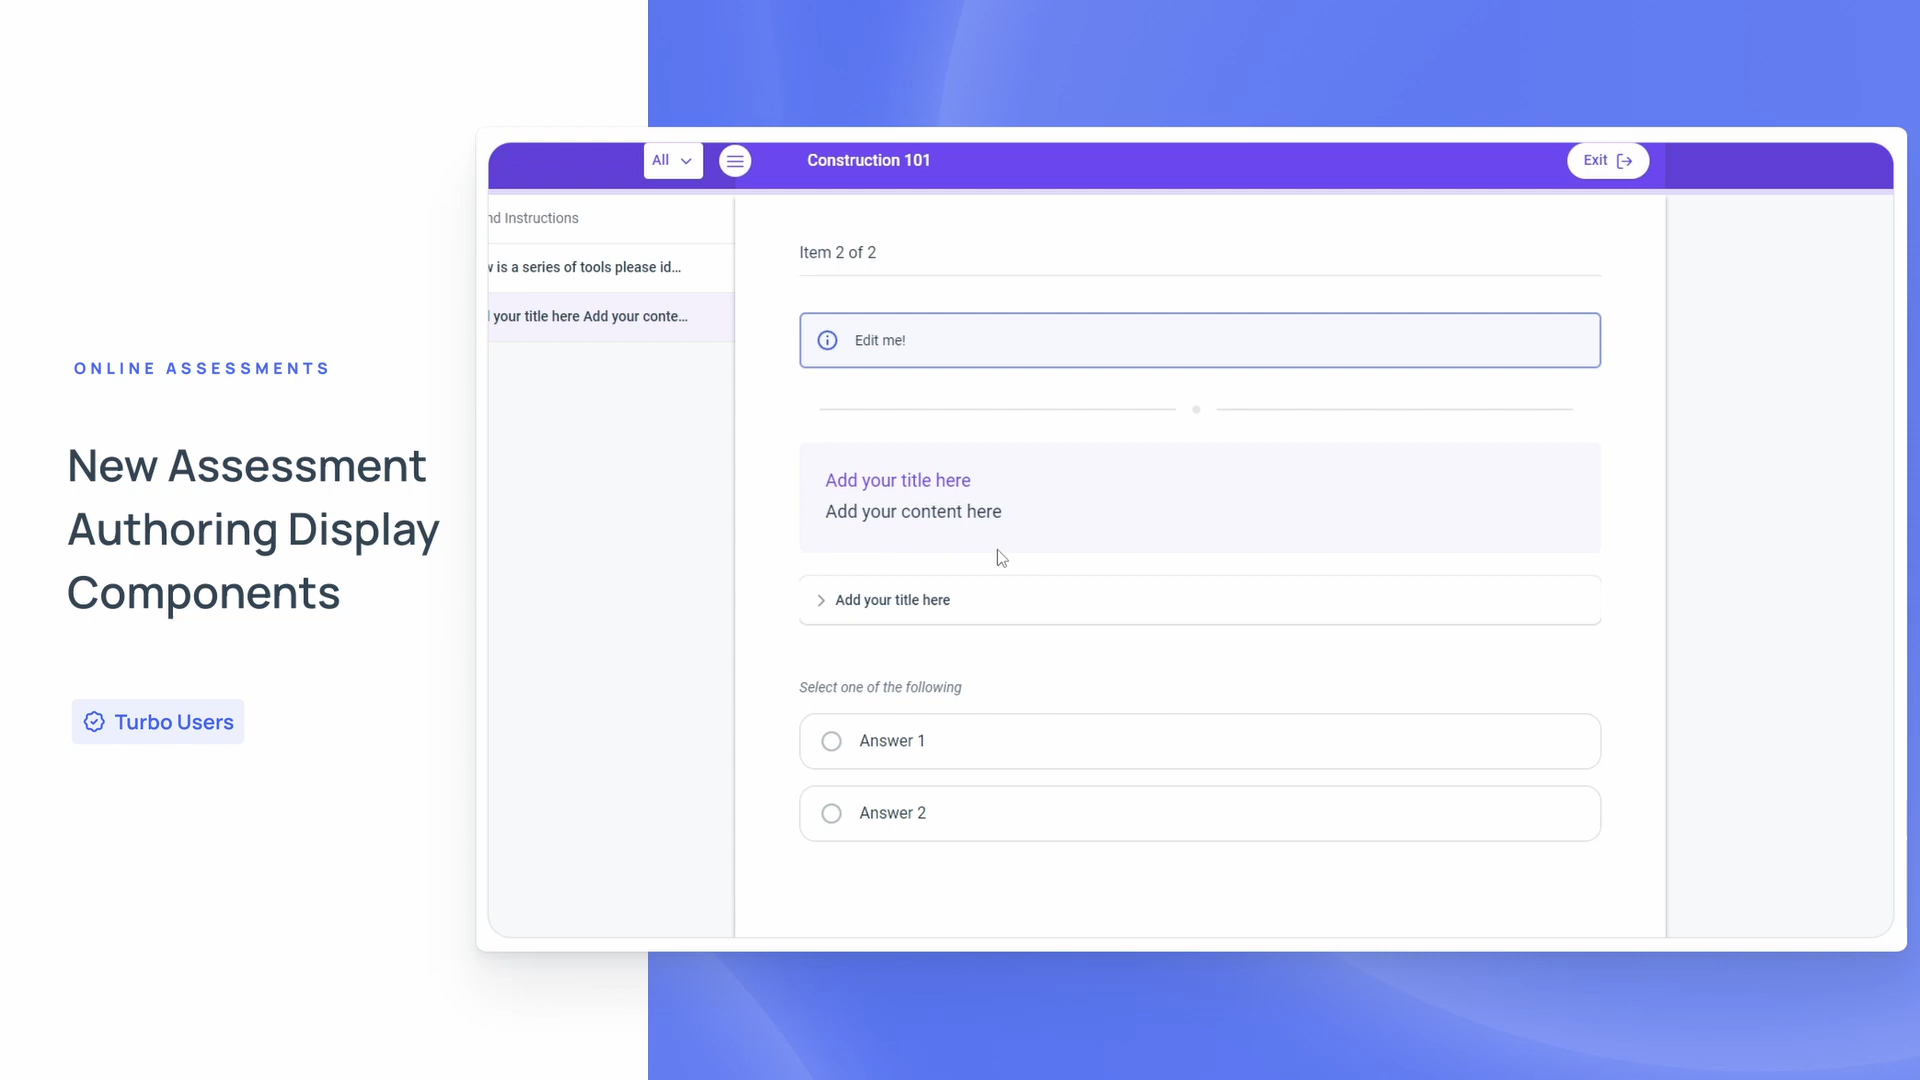 ONLINE ASSESSMENTS
New Assessment
Authoring Display
Components
Turbo Users
All
Construction 101
Exit
nd Instructions
is a series of tools please id...
your title here Add your conte...
Item 2 of 2
Edit me!
Add your title here
Add your content here
Add your title here
Select one of the following
Answer 1
Answer 2